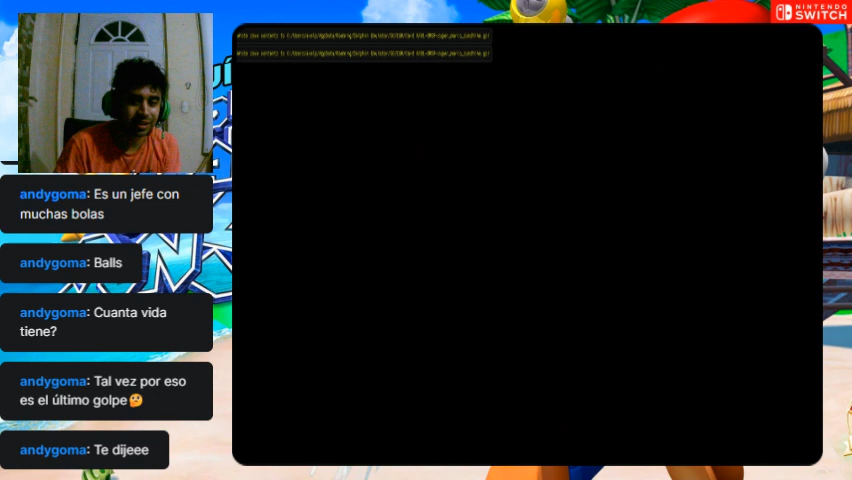 NINTENDO
SWITCH
andygoma: Es un jefe con
muchas bolas
andygoma: Balls
andygoma: Cuanta vida
tiene?
andygoma: Tal vez por eso
es el último golpe🤔
andygoma: Te dijeee